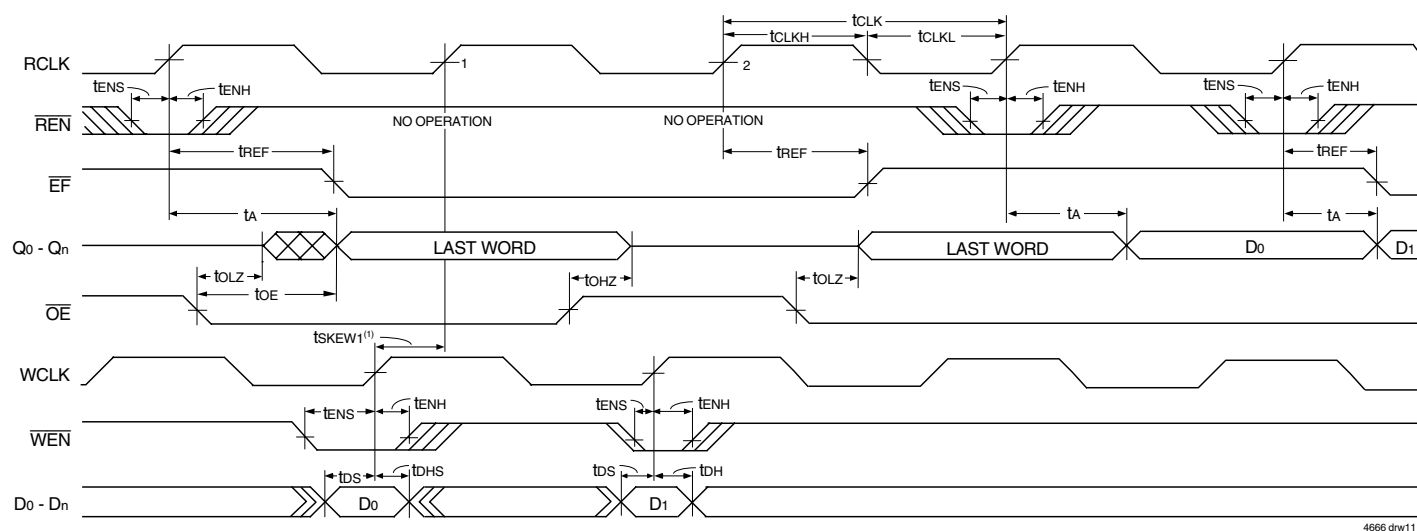 tCLK
tCLKH tCLKL
RCLK 1 2
tENS tENH tENS tENH tENS tENH
REN NO OPERATION NO OPERATION
tREF tREF tREF
EF
tA tA tA
Q0 - Qn LAST WORD LAST WORD D0 D1
tOLZ tOHZ tOLZ
tOE
OE
tSKEW1(1)
WCLK
tENS tENH tENS tENH
WEN
tDS tDHS tDS tDH
D0 - Dn D0 D1
4666 drw11